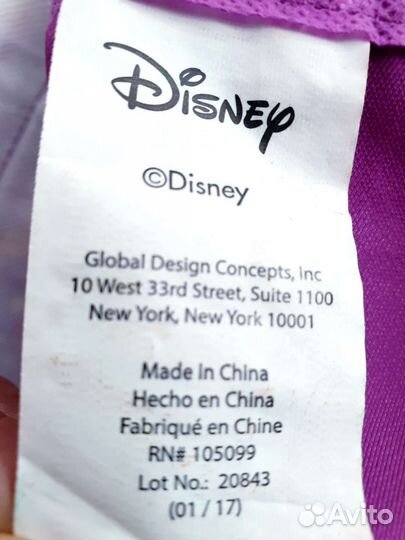 Disney
©Disney
Global Design Concepts, Inc
10 West 33rd Street, Suite 1100
New York, New York 10001
Made In China
Hecho en China
Fabriqué en Chine
RN# 105099
Lot No.: 20843
(01 / 17)
Avito